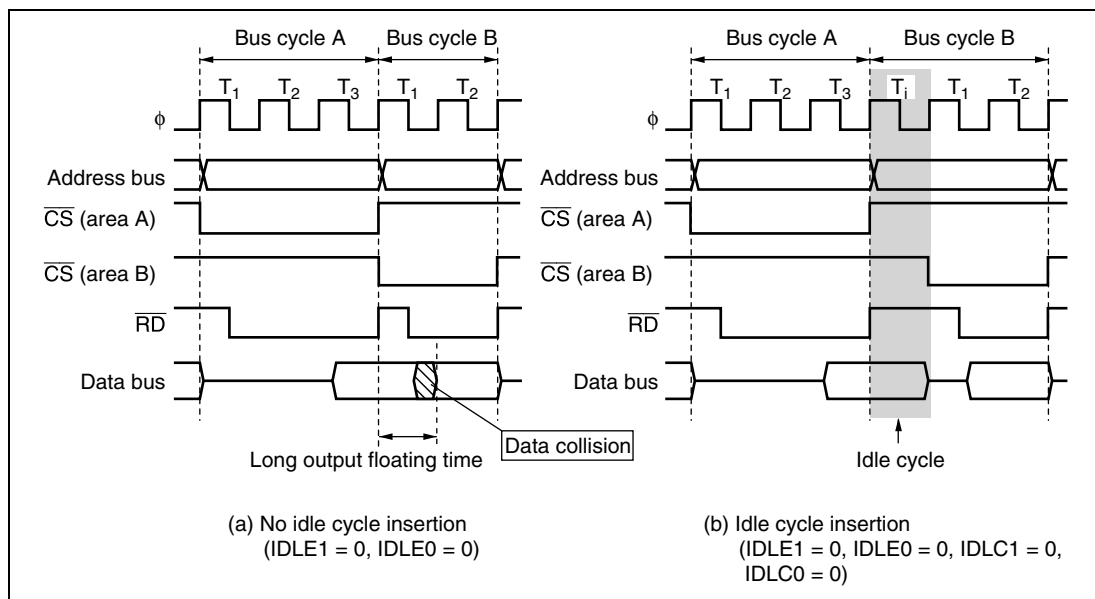 Bus cycle A Bus cycle B
T1 T2 T3 T1 T2
φ
Address bus
CS (area A)
CS (area B)
RD
Data bus
Data collision
Long output floating time
(a) No idle cycle insertion
(IDLE1 = 0, IDLE0 = 0)
Bus cycle A Bus cycle B
T1 T2 T3 Ti T1 T2
φ
Address bus
CS (area A)
CS (area B)
RD
Data bus
Idle cycle
(b) Idle cycle insertion
(IDLE1 = 0, IDLE0 = 0, IDLC1 = 0,
IDLC0 = 0)